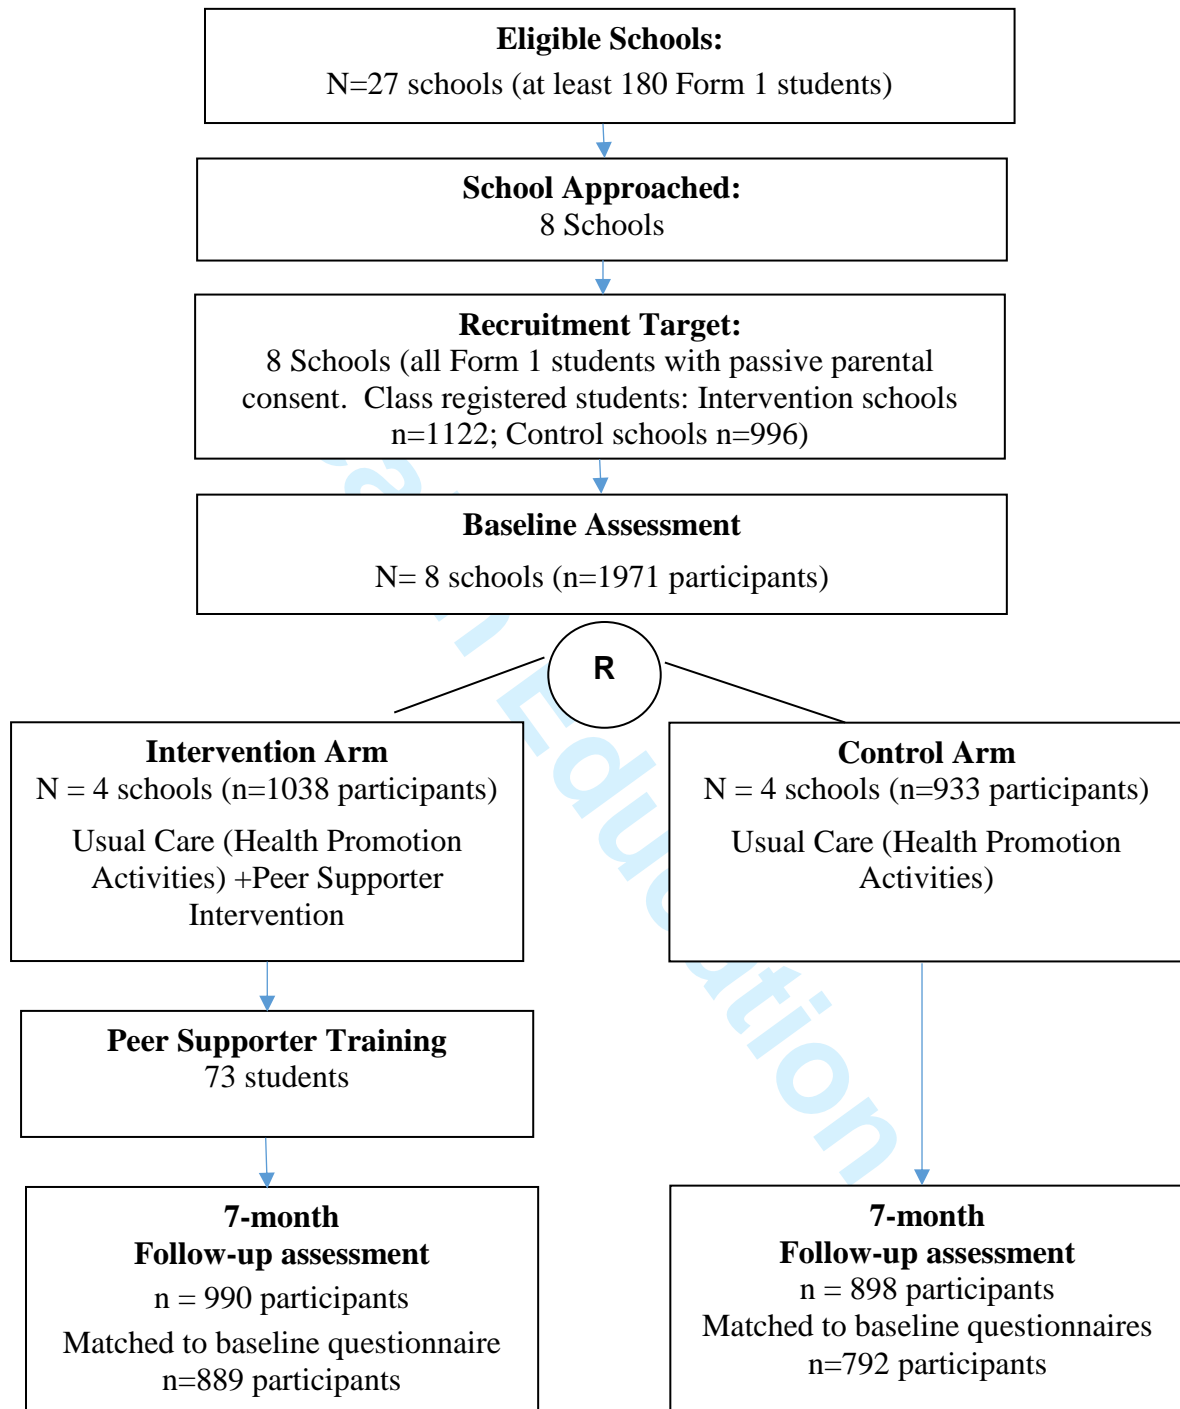 Eligible Schools:
N=27 schools (at least 180 Form 1 students)
School Approached:
8 Schools
Recruitment Target:
8 Schools (all Form 1 students with passive parental
consent.  Class registered students: Intervention schools
n=1122; Control schools n=996)
Baseline Assessment
N= 8 schools (n=1971 participants)
R
Intervention Arm
N = 4 schools (n=1038 participants)
Usual Care (Health Promotion
Activities) +Peer Supporter
Intervention
Control Arm
N = 4 schools (n=933 participants)
Usual Care (Health Promotion
Activities)
Peer Supporter Training
73 students
7-month
Follow-up assessment
n = 990 participants
Matched to baseline questionnaire
n=889 participants
7-month
Follow-up assessment
n = 898 participants
Matched to baseline questionnaires
n=792 participants